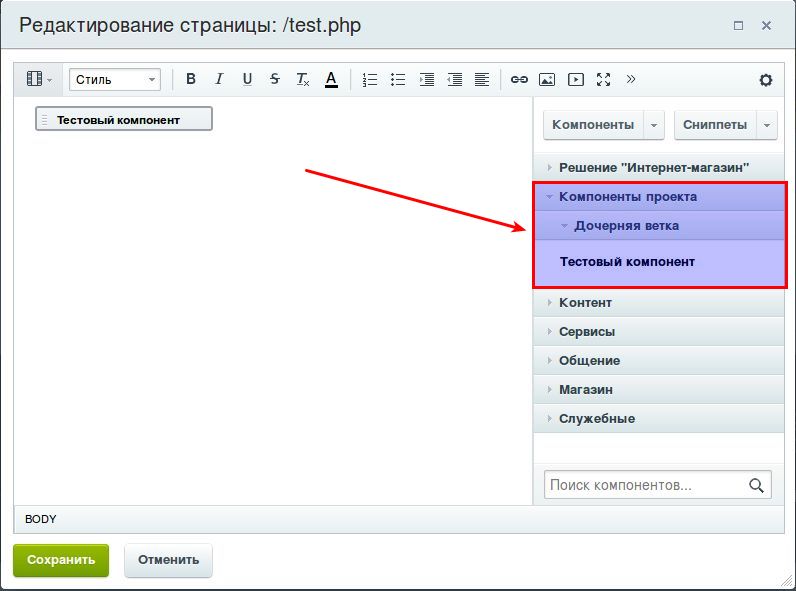 Редактирование страницы: /test.php
Стиль B I U S Tx A
Тестовый компонент
Компоненты Сниппеты
Решение "Интернет-магазин"
Компоненты проекта
Дочерняя ветка
Тестовый компонент
Контент
Сервисы
Общение
Магазин
Служебные
Поиск компонентов...
BODY
Сохранить Отменить